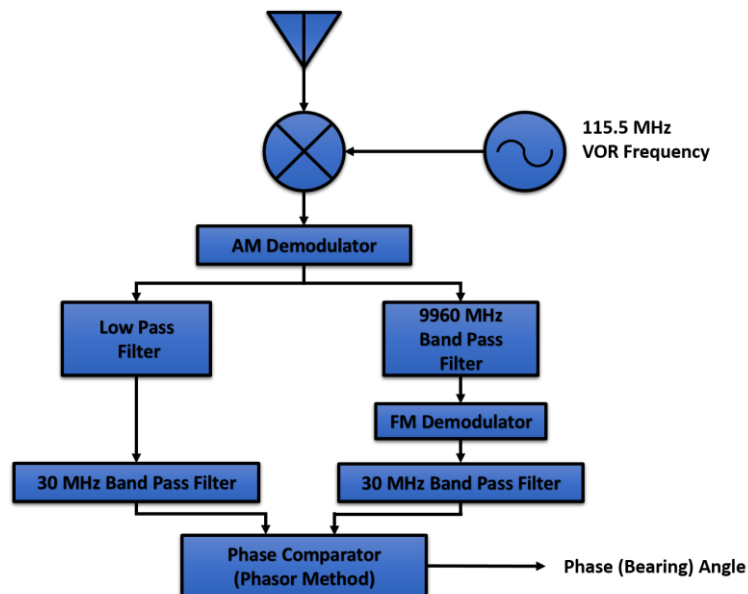 115.5 MHz
VOR Frequency
AM Demodulator
Low Pass
Filter
9960 MHz
Band Pass
Filter
FM Demodulator
30 MHz Band Pass Filter
30 MHz Band Pass Filter
Phase Comparator
(Phasor Method)
Phase (Bearing) Angle